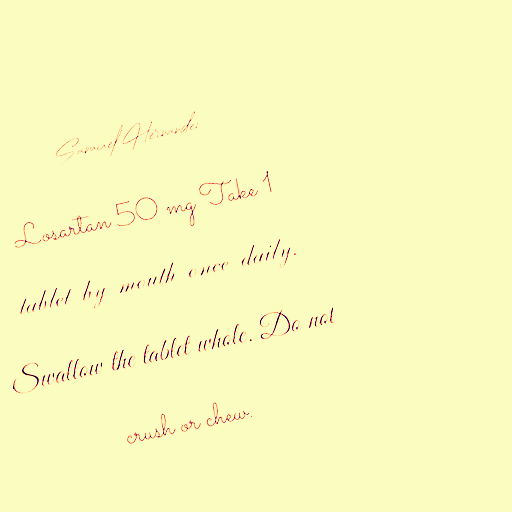 Samuel Hernandez
Losartan 50 mg Take 1
tablet by mouth once daily.
Swallow the tablet whole. Do not
crush or chew.